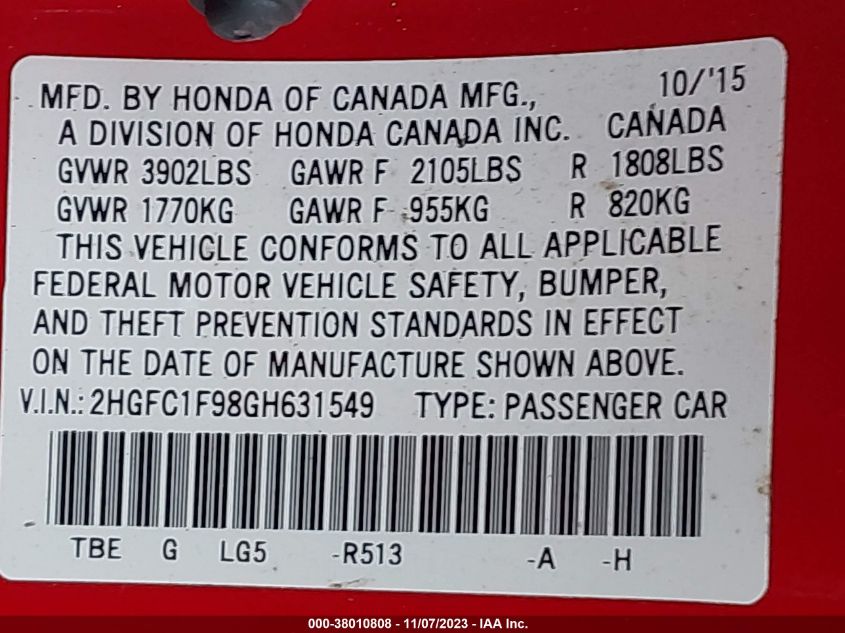 MFD. BY HONDA OF CANADA MFG., 10/'15
A DIVISION OF HONDA CANADA INC. CANADA
GVWR 3902LBS GAWR F 2105LBS R 1808LBS
GVWR 1770KG GAWR F 955KG R 820KG
THIS VEHICLE CONFORMS TO ALL APPLICABLE
FEDERAL MOTOR VEHICLE SAFETY, BUMPER,
AND THEFT PREVENTION STANDARDS IN EFFECT
ON THE DATE OF MANUFACTURE SHOWN ABOVE.
V.I.N.: 2HGFC1F98GH631549 TYPE: PASSENGER CAR
TBE G LG5 -R513 -A -H
000-38010808 - 11/07/2023 - IAA Inc.